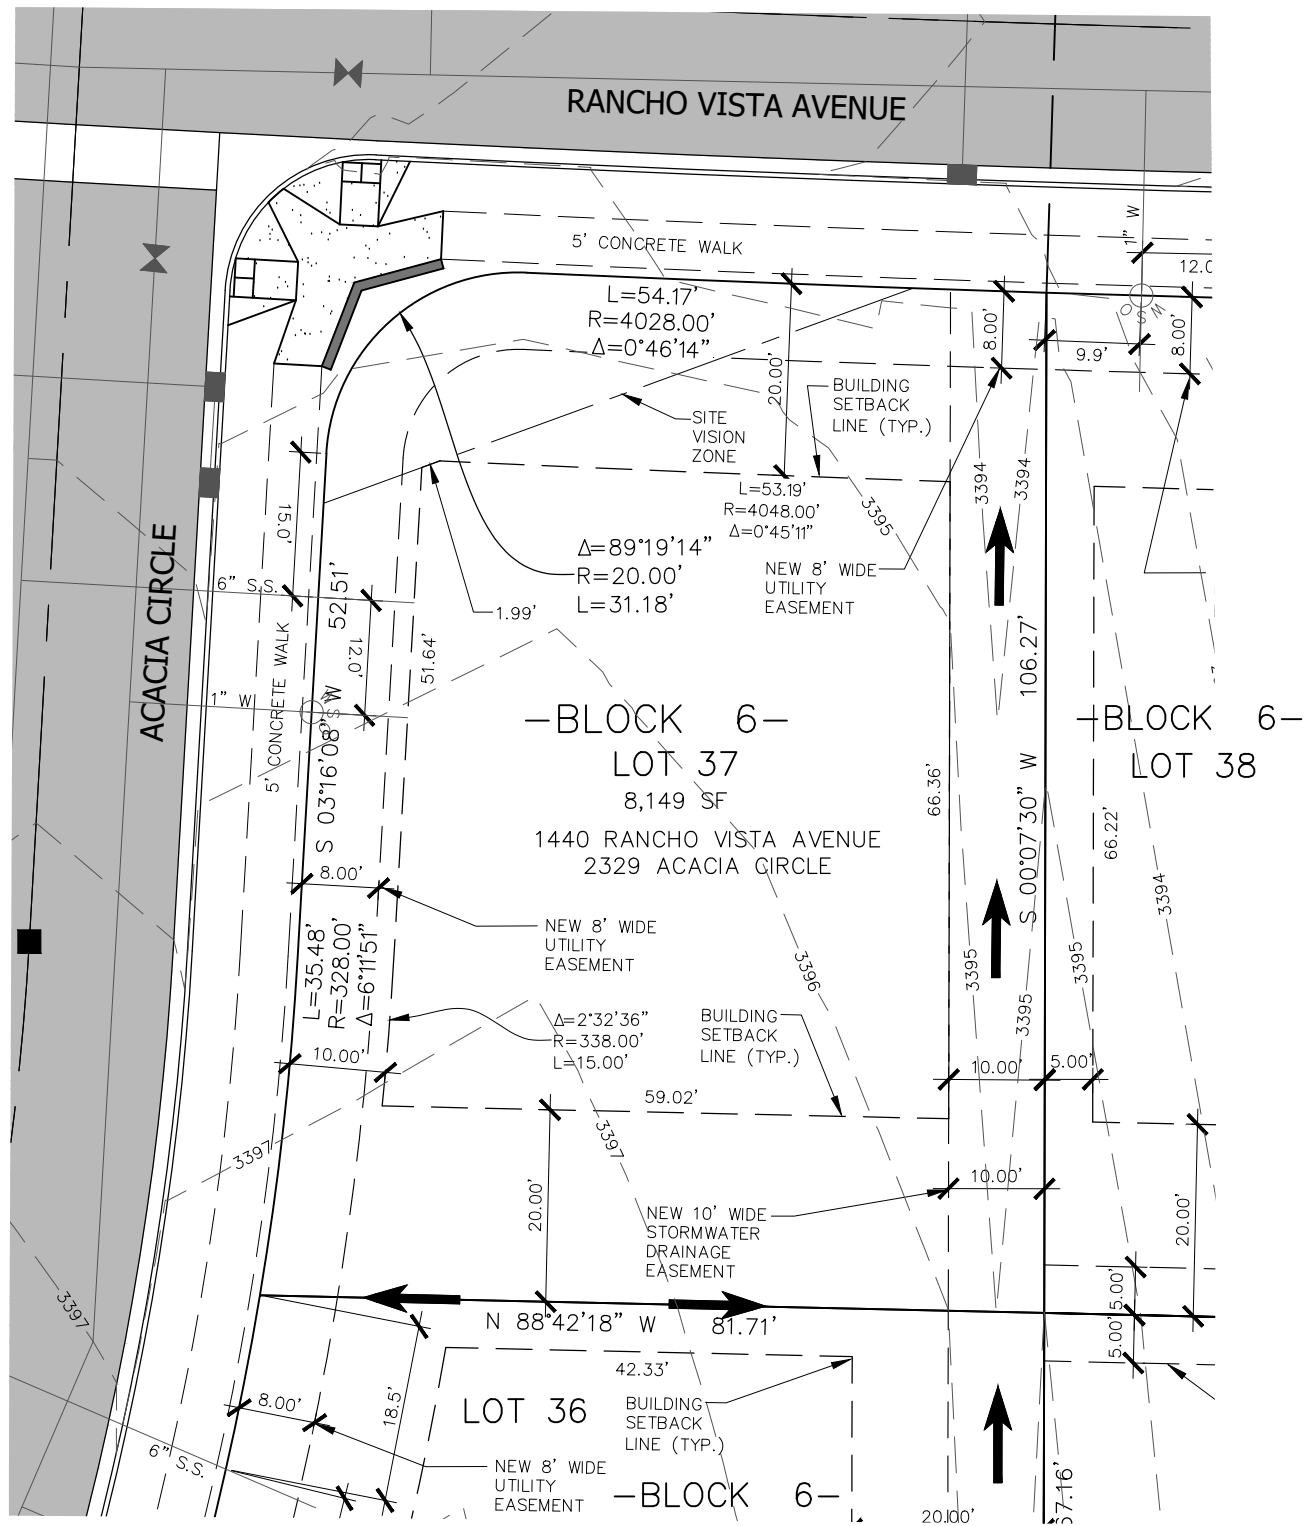 RANCHO VISTA AVENUE
1" W
5' CONCRETE WALK
12.0
L=54.17'
R=4028.00'
Δ=0°46'14"
W
S
O
8.00'
9.9'
8.00'
20.00'
BUILDING
SETBACK
LINE (TYP.)
SITE
VISION
ZONE
3394
3394
L=53.19'
R=4048.00'
Δ=0°45'11"
3395
15.0'
ACACIA CIRCLE
Δ=89°19'14"
R=20.00'
L=31.18'
NEW 8' WIDE
UTILITY
EASEMENT
6" S.S.
1.99'
S 03°16'08" W 52.51'
12.0'
51.64'
5' CONCRETE WALK
1" W
S 00°07'30" W 106.27'
-BLOCK 6-
LOT 37
8,149 SF
1440 RANCHO VISTA AVENUE
2329 ACACIA CIRCLE
-BLOCK 6-
LOT 38
66.36'
66.22'
8.00'
3394
NEW 8' WIDE
UTILITY
EASEMENT
L=35.48'
R=328.00'
Δ=6°11'51"
3396
3395
3395
3395
Δ=2°32'36"
R=338.00'
L=15.00'
BUILDING
SETBACK
LINE (TYP.)
10.00'
10.00'
5.00'
59.02'
3397
3397
10.00'
20.00'
NEW 10' WIDE
STORMWATER
DRAINAGE
EASEMENT
20.00'
3397
5.00'
5.00'
N 88°42'18" W 81.71'
42.33'
8.00'
18.5'
LOT 36
BUILDING
SETBACK
LINE (TYP.)
6" S.S.
NEW 8' WIDE
UTILITY
EASEMENT
-BLOCK 6-
57.16'
20.00'